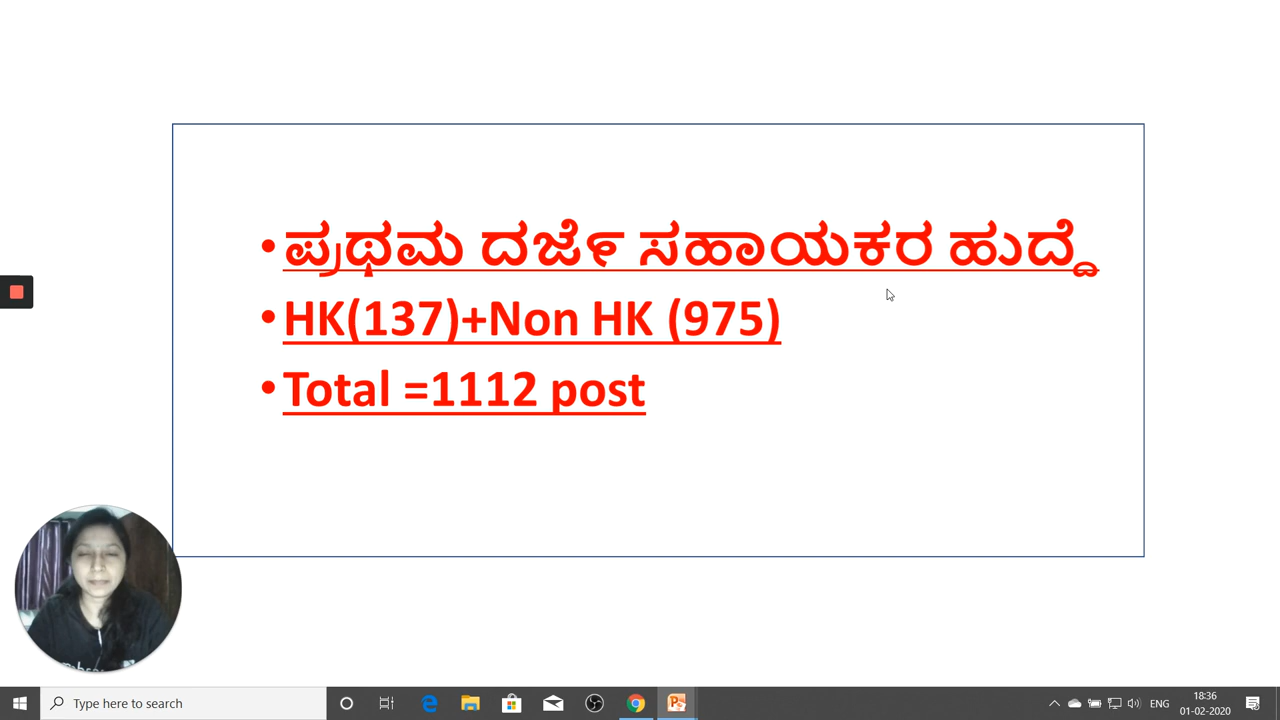 •ಪ್ರಥಮ ದರ್ಜೆ ಸಹಾಯಕರ ಹುದ್ದೆ
•HK(137)+Non HK (975)
•Total =1112 post
Type here to search
ENG
18:36
01-02-2020